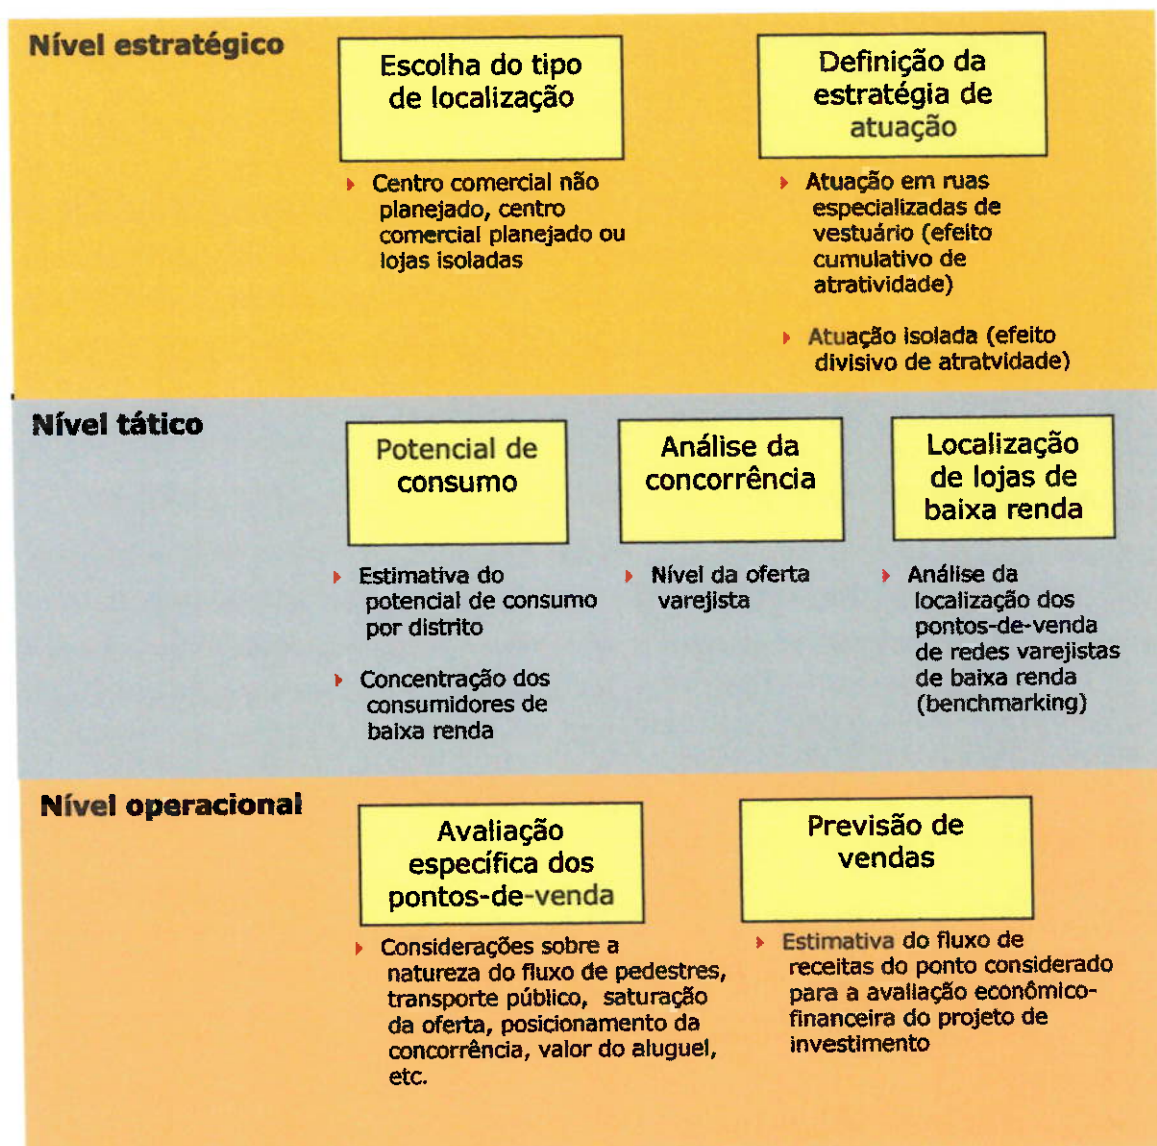 Nível estratégico
Escolha do tipo
de localização
Centro comercial não
planejado, centro
comercial planejado ou
lojas isoladas
Definição da
estratégia de
atuação
Atuação em ruas
especializadas de
vestuário (efeito
cumulativo de
atratividade)
Atuação isolada (efeito
divisivo de atratvidade)
Nível tático
Potencial de
consumo
Estimativa do
potencial de consumo
por distrito
Concentração dos
consumidores de
baixa renda
Análise da
concorrência
Nível da oferta
varejista
Localização
de lojas de
baixa renda
Análise da
localização dos
pontos-de-venda
de redes varejistas
de baixa renda
(benchmarking)
Nível operacional
Avaliação
específica dos
pontos-de-venda
Considerações sobre a
natureza do fluxo de pedestres,
transporte público, saturação
da oferta, posicionamento da
concorrência, valor do aluguel,
etc.
Previsão de
vendas
Estimativa do fluxo de
receitas do ponto considerado
para a avaliação econômico-
financeira do projeto de
investimento